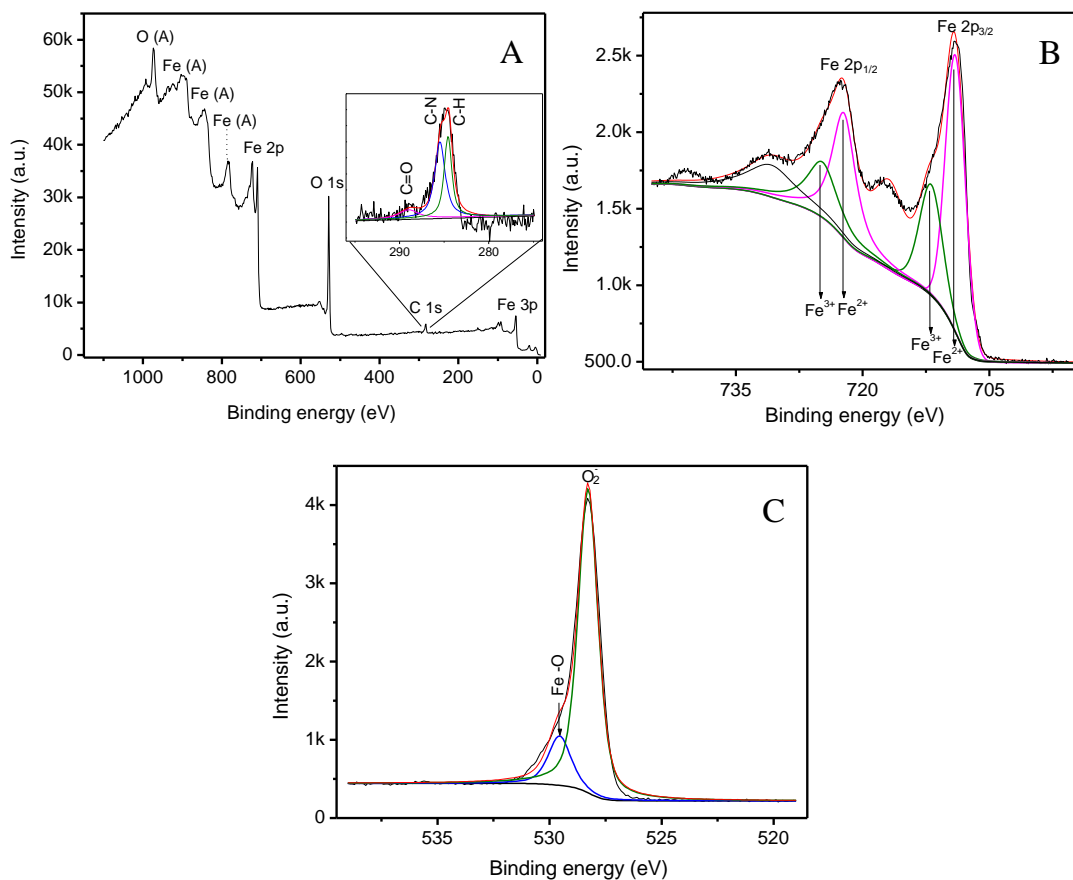 A
O (A)
Fe (A)
Fe (A)
Fe (A)
Fe 2p
O 1s
C 1s
Fe 3p
C=O
C-N
C-H
290 280
60k
50k
40k
30k
20k
10k
0
1000 800 600 400 200 0
Intensity (a.u.)
Binding energy (eV)
B
Fe 2p₃/₂
Fe 2p₁/₂
Fe³⁺ Fe²⁺
Fe³⁺
Fe²⁺
2.5k
2.0k
1.5k
1.0k
500.0
735 720 705
Intensity (a.u.)
Binding energy (eV)
C
O₂⁻
Fe -O
4k
3k
2k
1k
0
535 530 525 520
Intensity (a.u.)
Binding energy (eV)